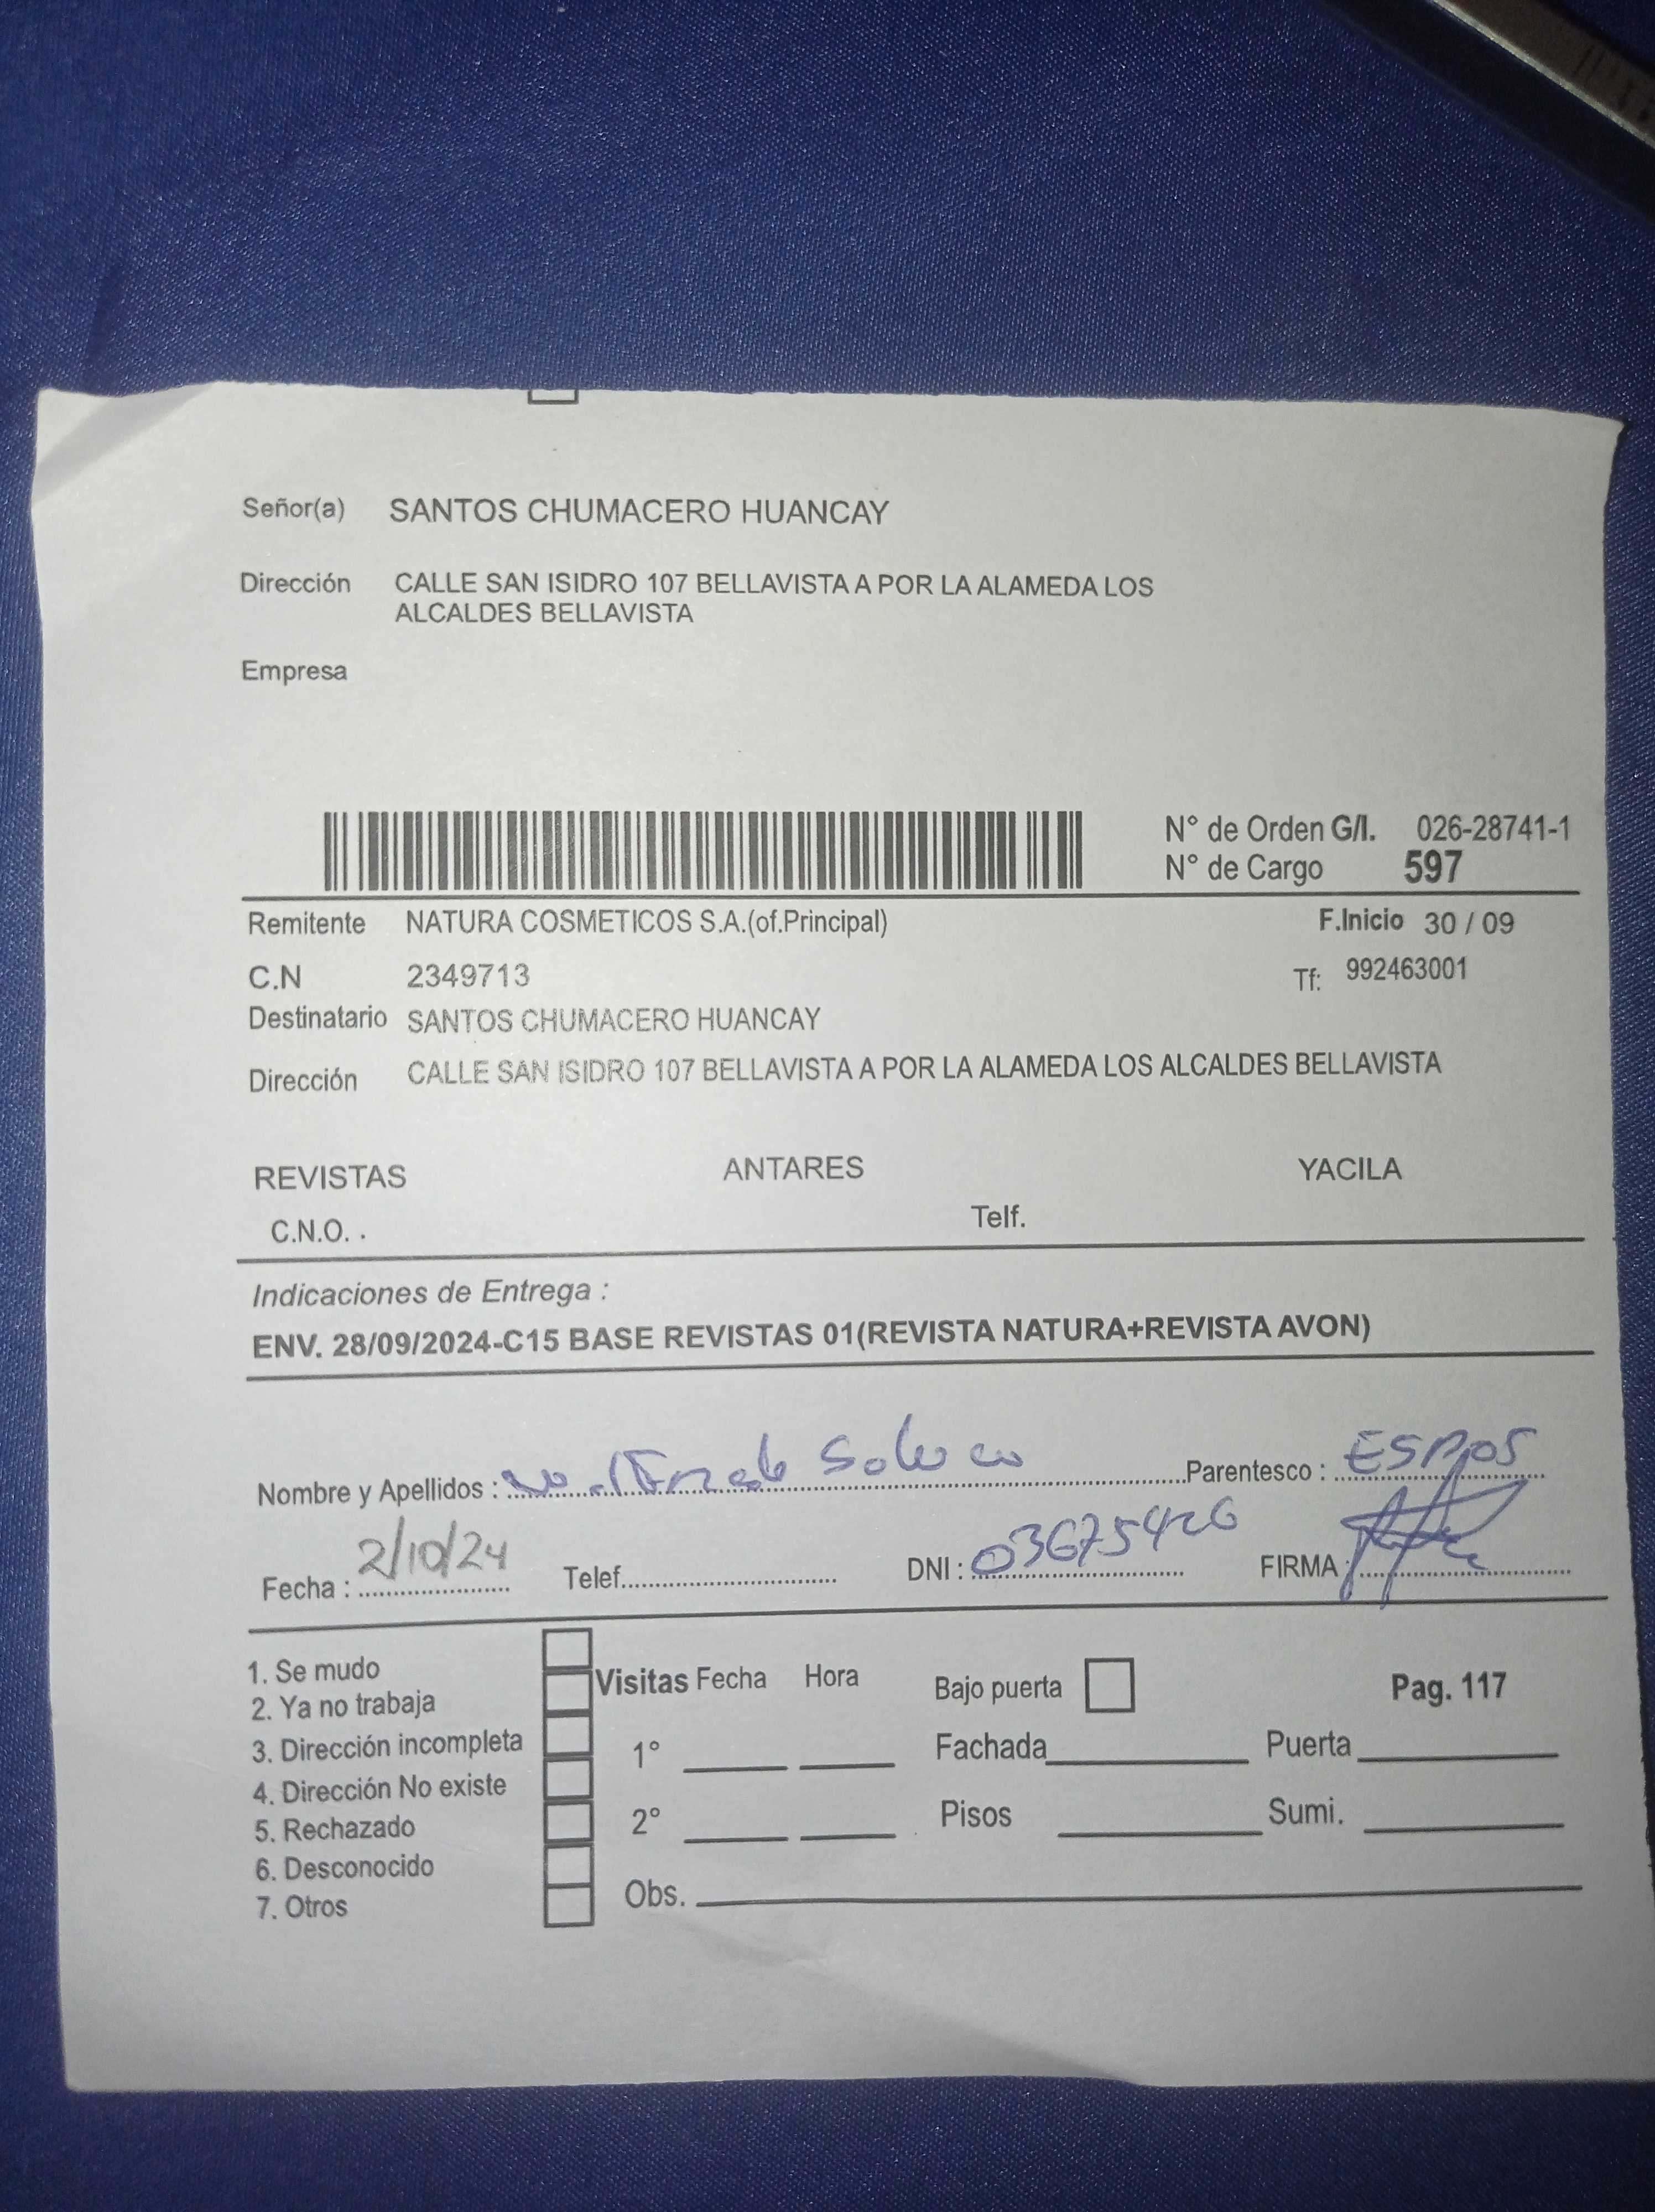 Señor(a) SANTOS CHUMACERO HUANCAY
Dirección CALLE SAN ISIDRO 107 BELLAVISTA A POR LA ALAMEDA LOS
ALCALDES BELLAVISTA
Empresa
N° de Orden G/I. 026-28741-1
N° de Cargo 597
Remitente NATURA COSMETICOS S.A.(of.Principal) F.Inicio 30 / 09
C.N 2349713 Tf: 992463001
Destinatario SANTOS CHUMACERO HUANCAY
Dirección CALLE SAN ISIDRO 107 BELLAVISTA A POR LA ALAMEDA LOS ALCALDES BELLAVISTA
REVISTAS ANTARES YACILA
C.N.O. . Telf.
Indicaciones de Entrega :
ENV. 28/09/2024-C15 BASE REVISTAS 01(REVISTA NATURA+REVISTA AVON)
Nombre y Apellidos : Parentesco : ESPOS
Fecha : 2/10/24 Telef. DNI : 03675426 FIRMA :
1. Se mudo
2. Ya no trabaja
3. Dirección incompleta
4. Dirección No existe
5. Rechazado
6. Desconocido
7. Otros
Visitas Fecha Hora Bajo puerta Pag. 117
1° Fachada Puerta
2° Pisos Sumi.
Obs.